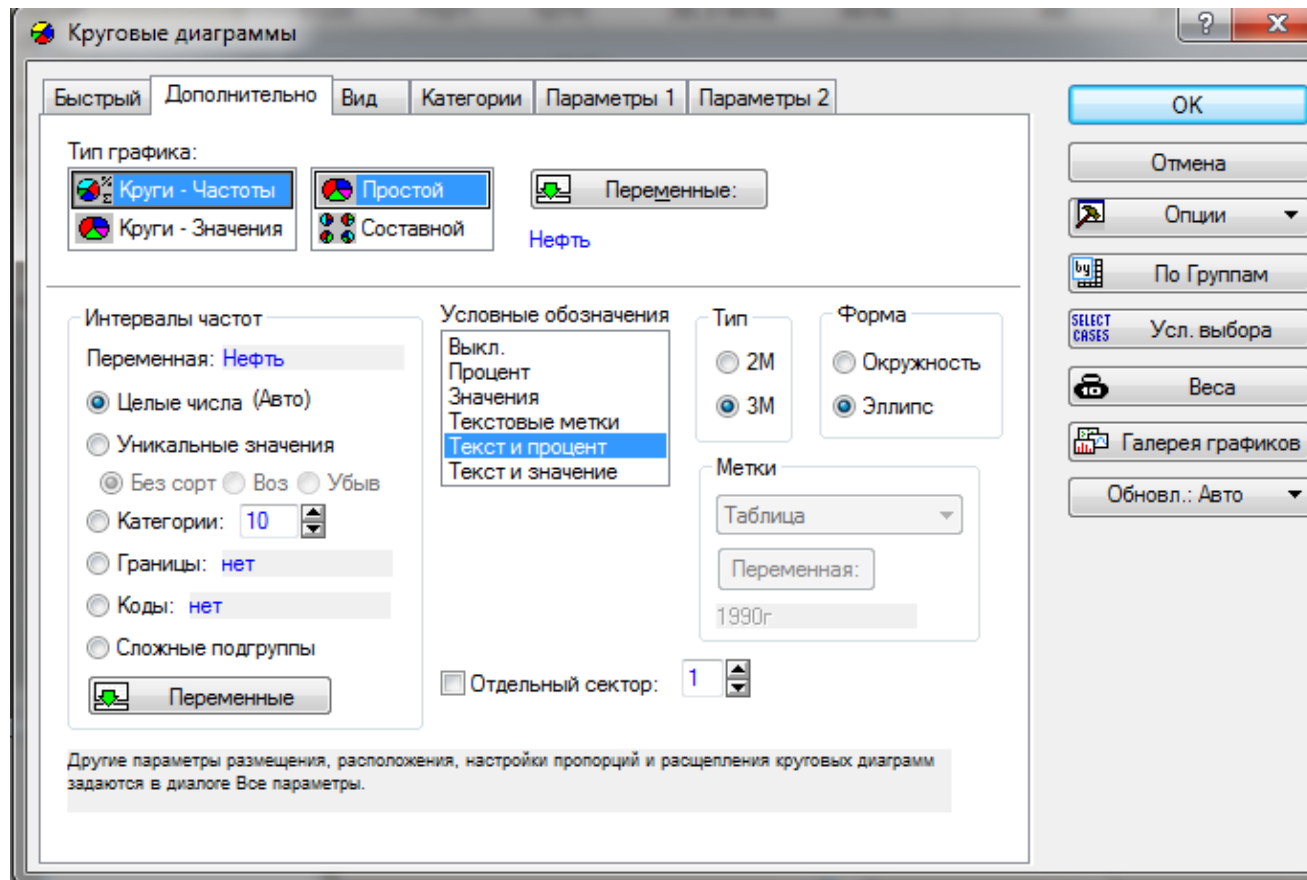 Круговые диаграммы
Быстрый Дополнительно Вид Категории Параметры 1 Параметры 2
Тип графика:
Круги - Частоты
Круги - Значения
Простой
Составной
Переменные:
Нефть
Интервалы частот
Переменная: Нефть
Целые числа (Авто)
Уникальные значения
Без сорт Воз Убыв
Категории: 10
Границы: нет
Коды: нет
Сложные подгруппы
Переменные
Условные обозначения
Выкл.
Процент
Значения
Текстовые метки
Текст и процент
Текст и значение
Отдельный сектор: 1
Тип
2М
3М
Форма
Окружность
Эллипс
Метки
Таблица
Переменная:
1990г
Другие параметры размещения, расположения, настройки пропорций и расщепления круговых диаграмм
задаются в диалоге Все параметры.
OK
Отмена
Опции
by По Группам
SELECT CASES Усл. выбора
Веса
Галерея графиков
Обновл.: Авто